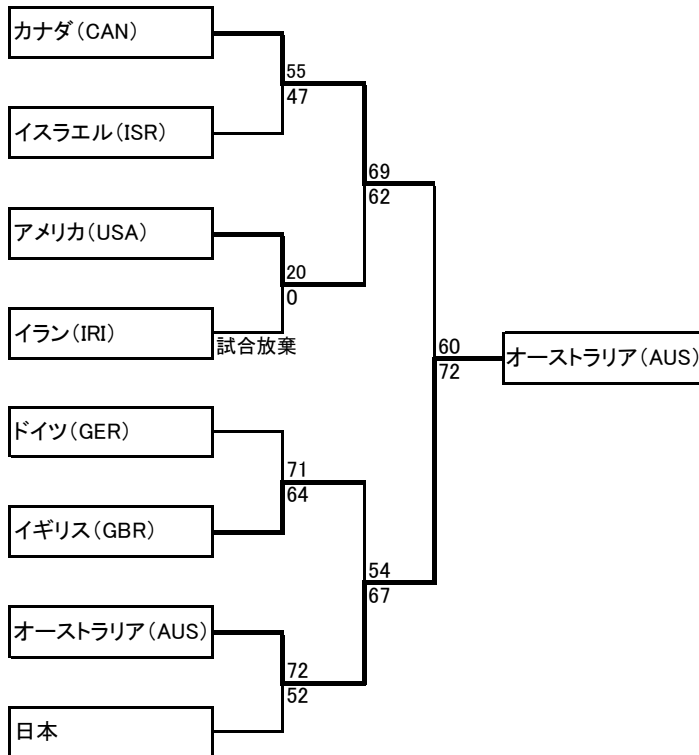 カナダ(CAN)
55
47
イスラエル(ISR)
69
62
アメリカ(USA)
20
0
イラン(IRI)
試合放棄
60
72
オーストラリア(AUS)
ドイツ(GER)
71
64
イギリス(GBR)
54
67
オーストラリア(AUS)
72
52
日本